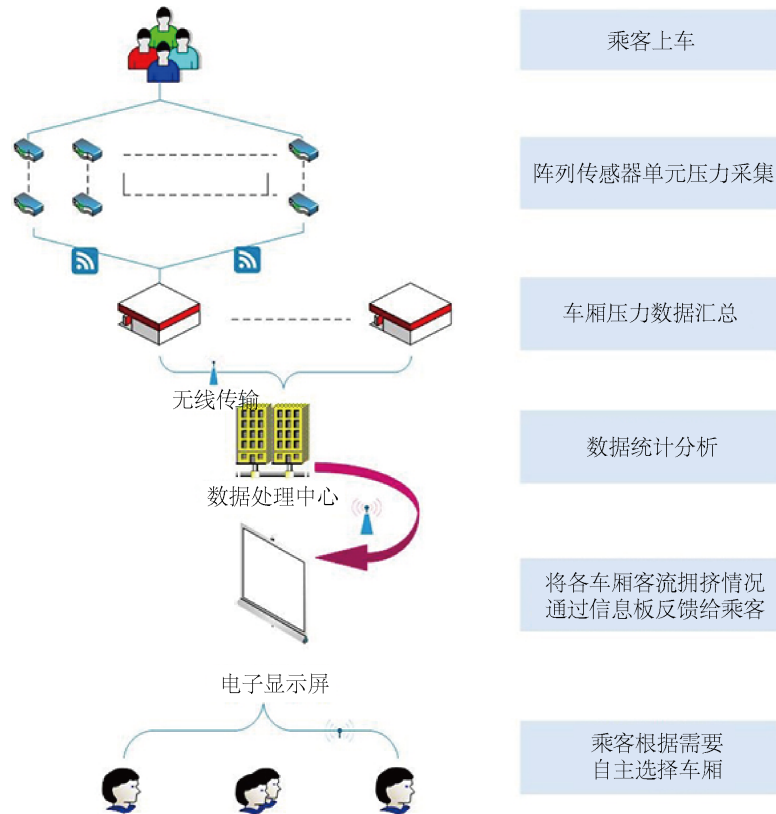 乘客上车
阵列传感器单元压力采集
车厢压力数据汇总
无线传输
数据统计分析
数据处理中心
将各车厢客流拥挤情况
通过信息板反馈给乘客
电子显示屏
乘客根据需要
自主选择车厢